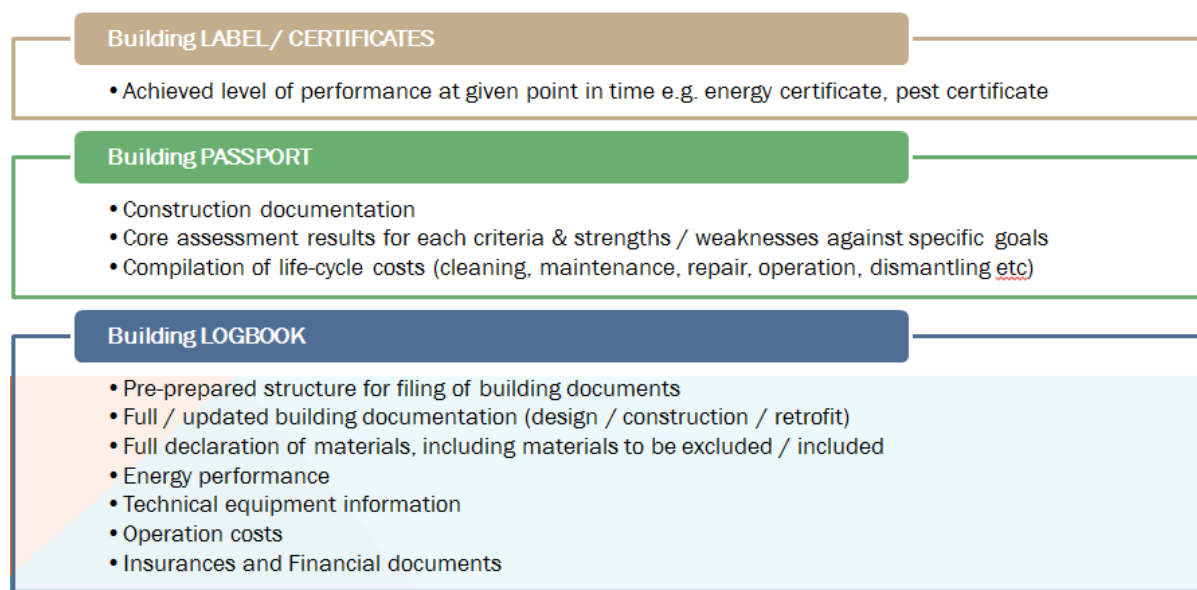 Building LABEL/ CERTIFICATES
• Achieved level of performance at given point in time e.g. energy certificate, pest certificate
Building PASSPORT
• Construction documentation
• Core assessment results for each criteria & strengths / weaknesses against specific goals
• Compilation of life-cycle costs (cleaning, maintenance, repair, operation, dismantling etc)
Building LOGBOOK
• Pre-prepared structure for filing of building documents
• Full / updated building documentation (design / construction / retrofit)
• Full declaration of materials, including materials to be excluded / included
• Energy performance
• Technical equipment information
• Operation costs
• Insurances and Financial documents